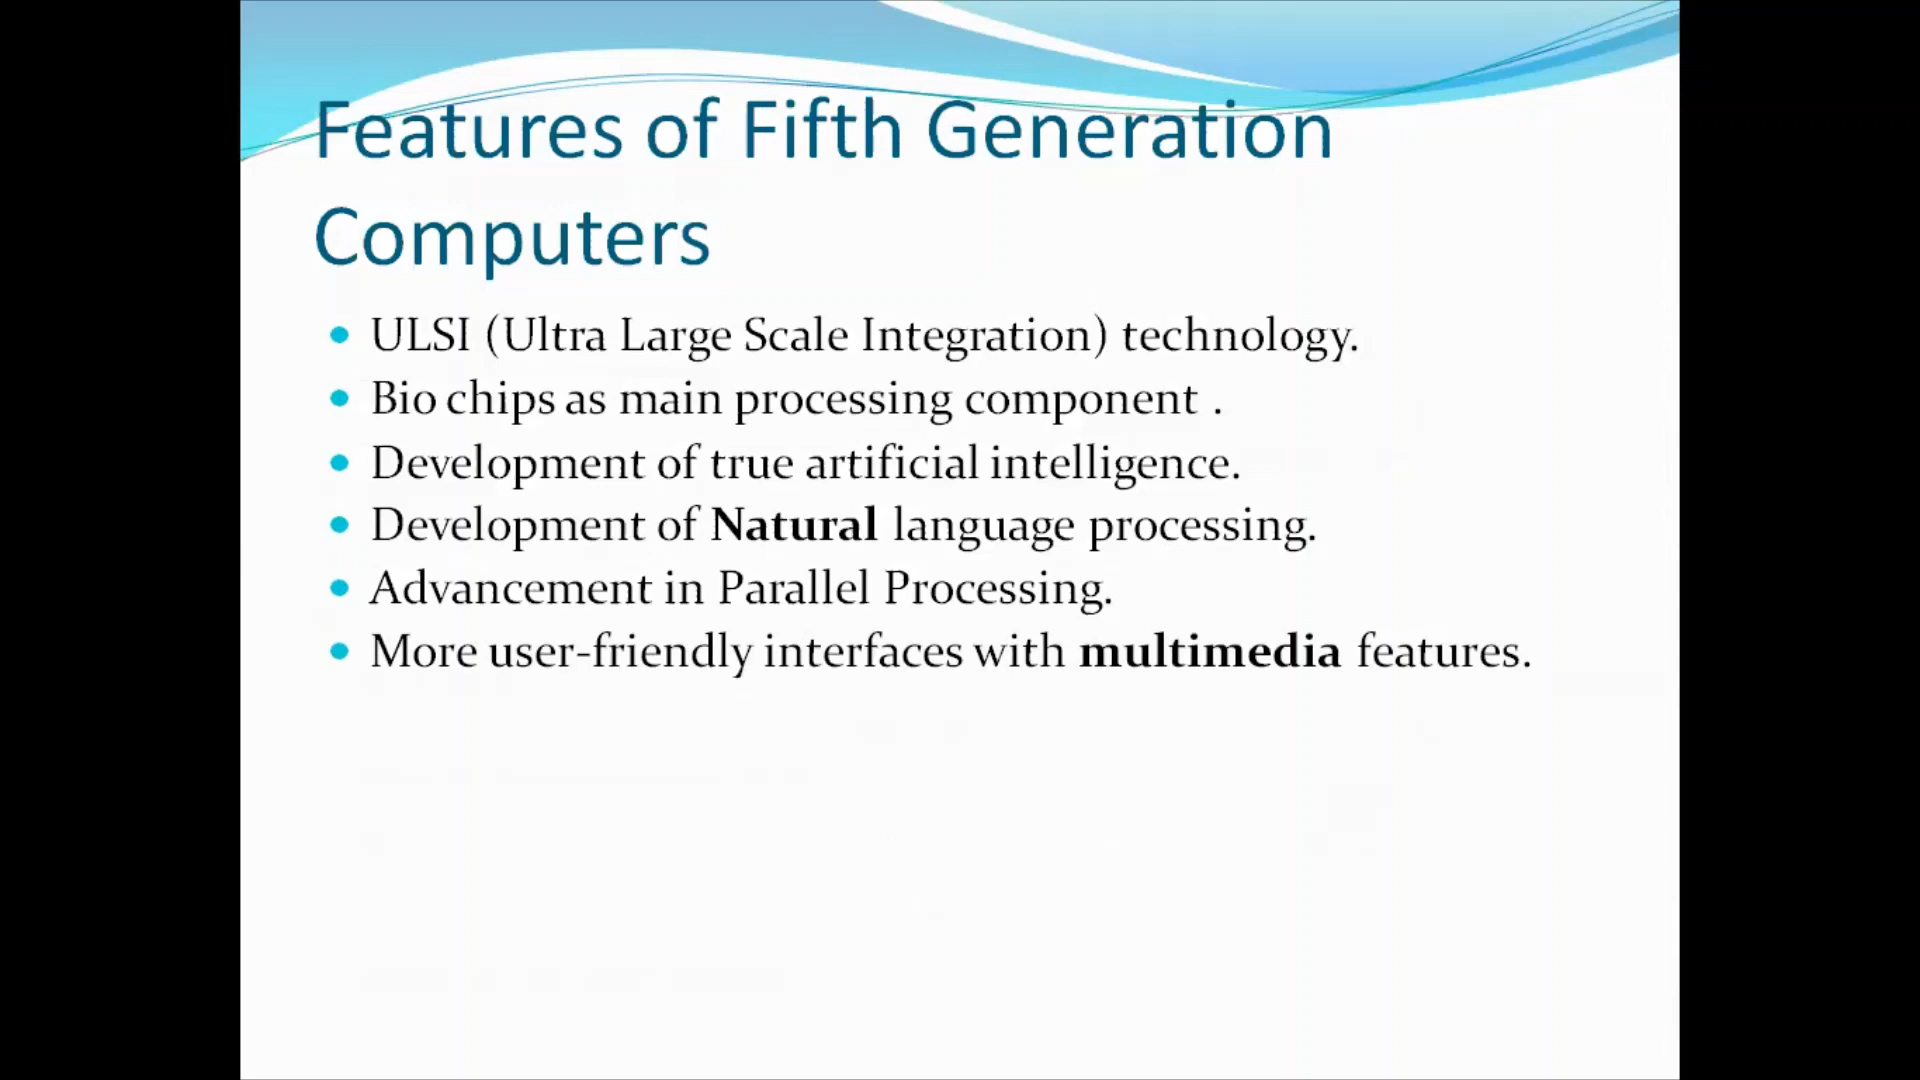 Features of Fifth Generation
Computers
• ULSI (Ultra Large Scale Integration) technology.
• Bio chips as main processing component .
• Development of true artificial intelligence.
• Development of Natural language processing.
• Advancement in Parallel Processing.
• More user-friendly interfaces with multimedia features.